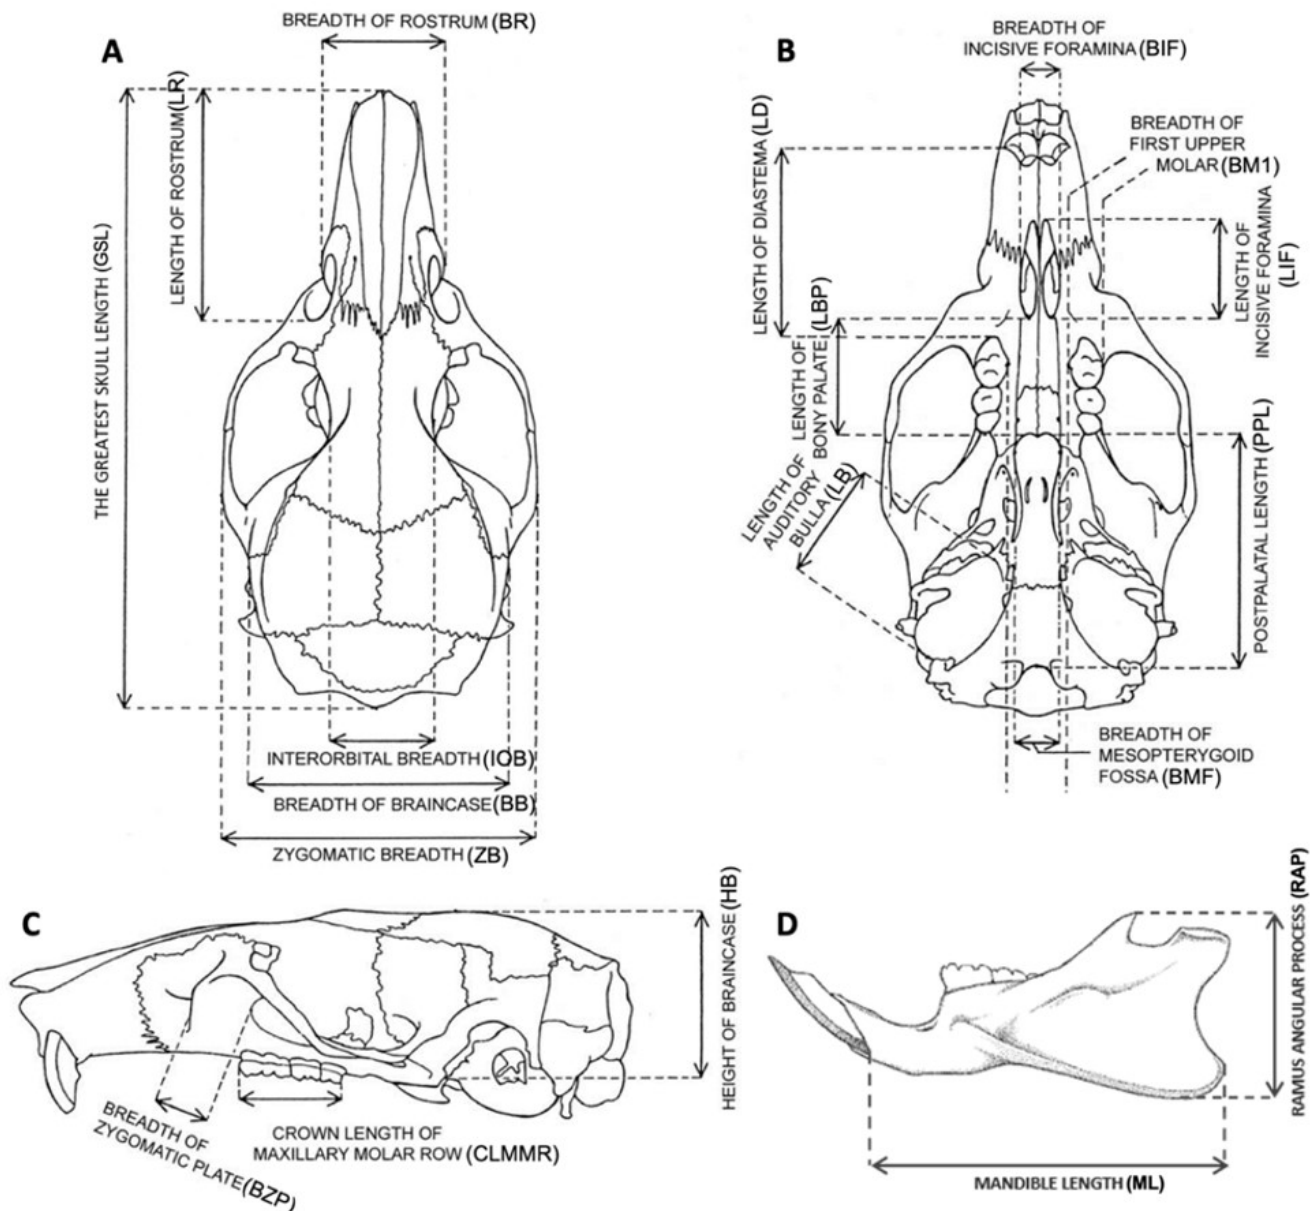 A
BREADTH OF ROSTRUM (BR)
LENGTH OF ROSTRUM(LR)
THE GREATEST SKULL LENGTH (GSL)
INTERORBITAL BREADTH (IOB)
BREADTH OF BRAINCASE (BB)
ZYGOMATIC BREADTH (ZB)
B
BREADTH OF
INCISIVE FORAMINA (BIF)
LENGTH OF DIASTEMA (LD)
BREADTH OF
FIRST UPPER
MOLAR (BM1)
LENGTH OF
INCISIVE FORAMINA
(LIF)
LENGTH OF
BONY PALATE (LBP)
LENGTH OF
AUDITORY
BULLA (LB)
POSTPALATAL LENGTH (PPL)
BREADTH OF
MESOPTERYGOID
FOSSA (BMF)
C
HEIGHT OF BRAINCASE (HB)
BREADTH OF
ZYGOMATIC PLATE (BZP)
CROWN LENGTH OF
MAXILLARY MOLAR ROW (CLMMR)
D
RAMUS ANGULAR PROCESS (RAP)
MANDIBLE LENGTH (ML)